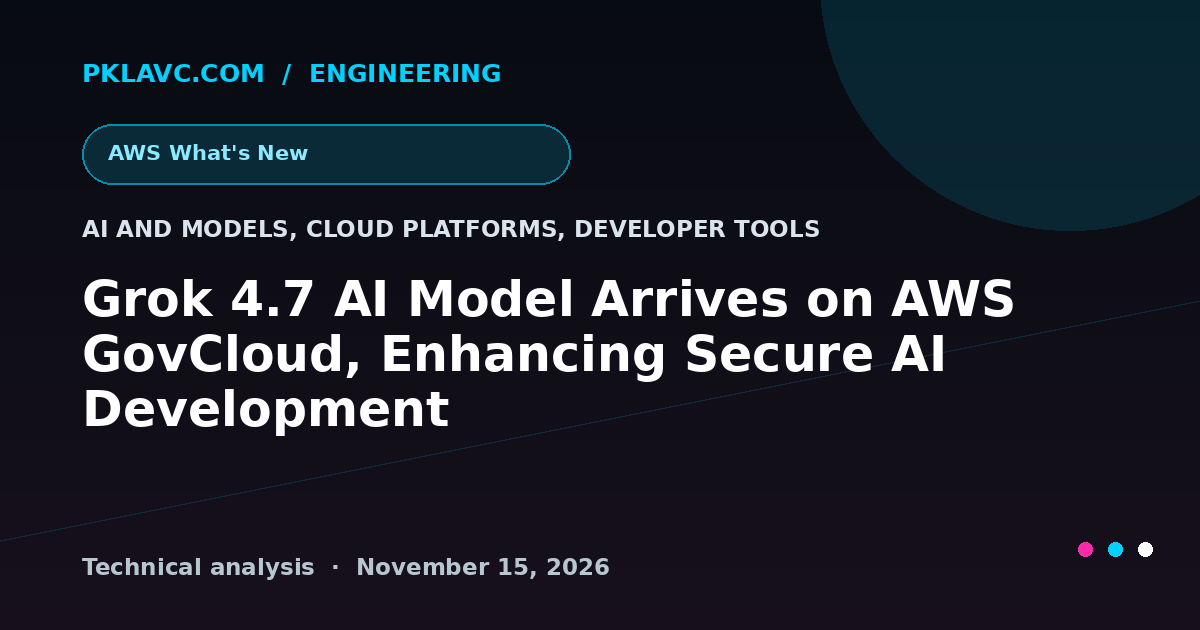 PKLAVC.COM / ENGINEERING
AWS What's New
AI AND MODELS, CLOUD PLATFORMS, DEVELOPER TOOLS
Grok 4.7 AI Model Arrives on AWS
GovCloud, Enhancing Secure AI
Development
Technical analysis · November 15, 2026